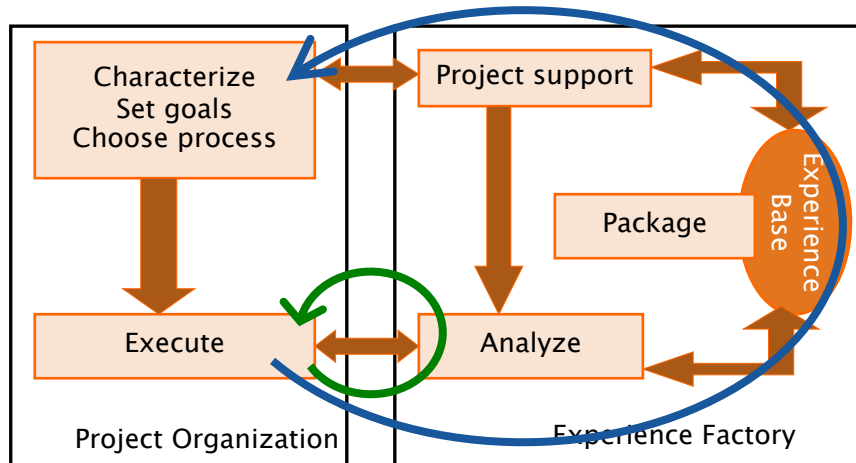 Characterize
Set goals
Choose process
Project support
Package
Experience
Base
Execute
Analyze
Project Organization
Experience Factory